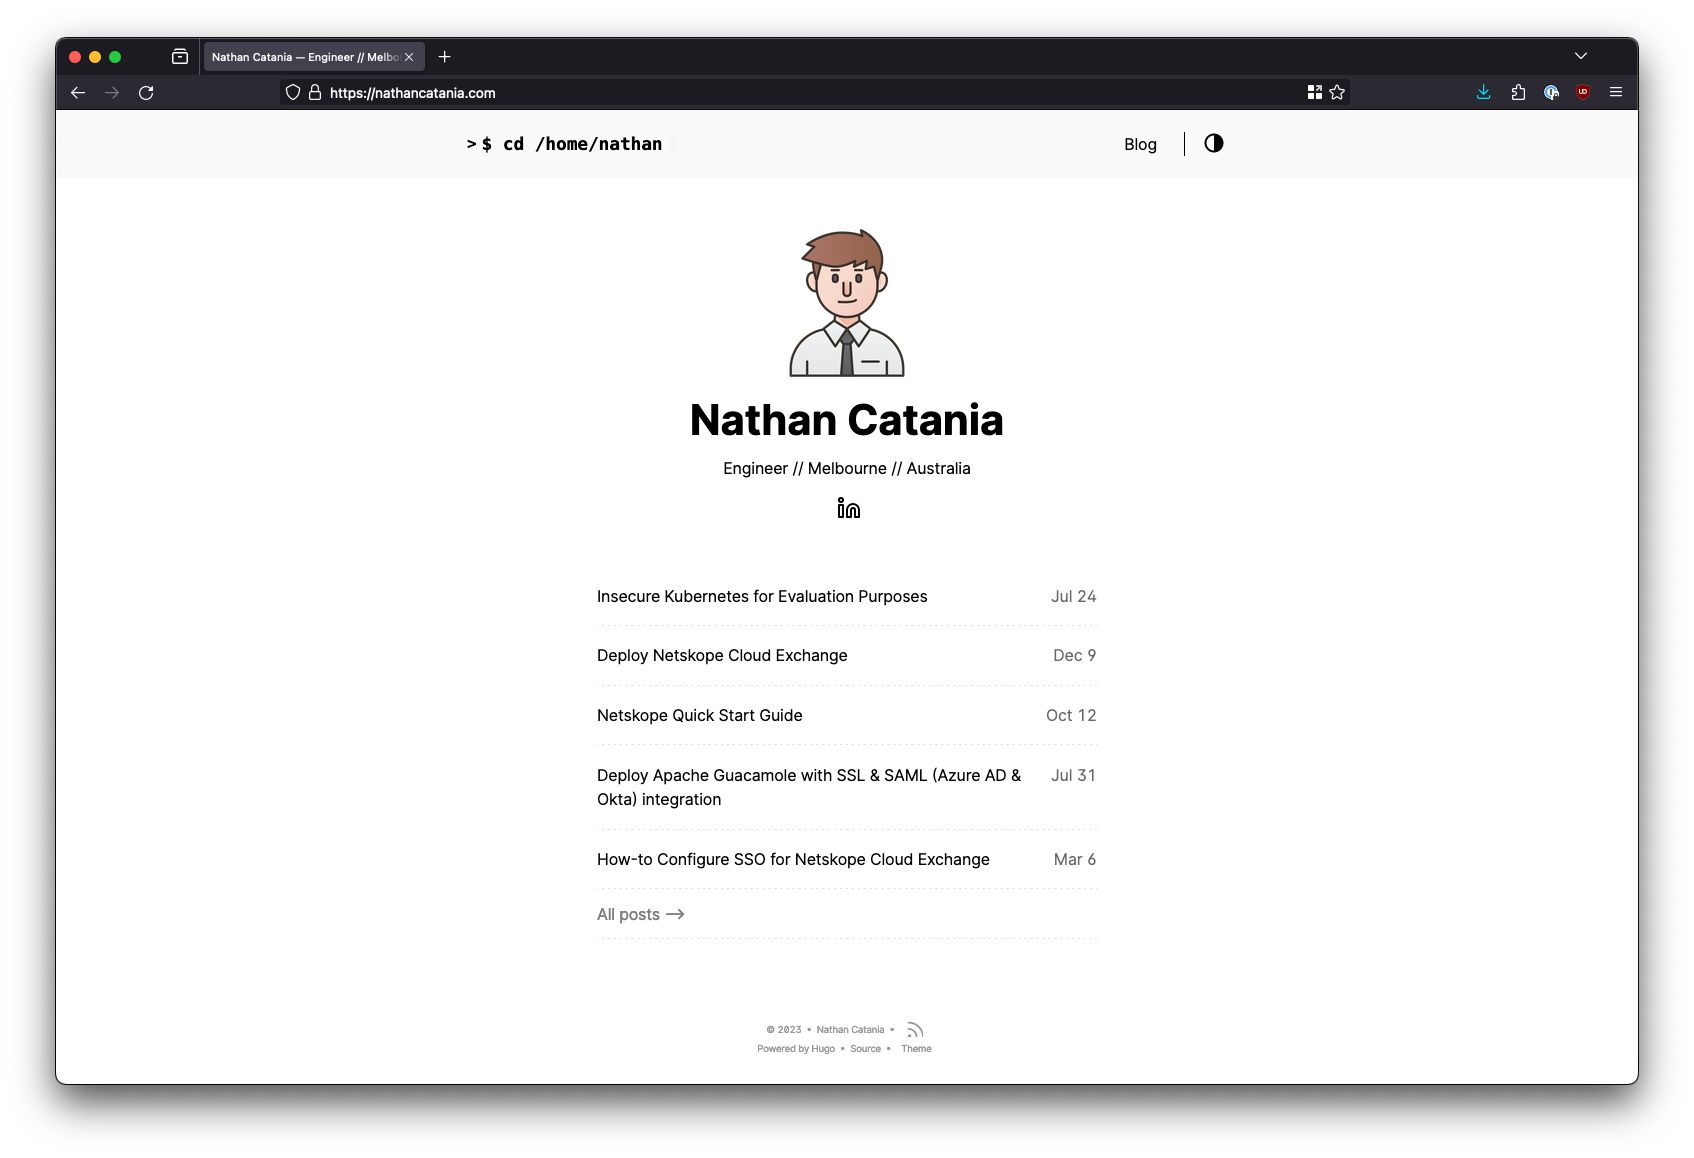 Nathan Catania — Engineer // Melbo
https://nathancatania.com
UO
>$ cd /home/nathan
Blog
Nathan Catania
Engineer // Melbourne // Australia
in
Insecure Kubernetes for Evaluation Purposes Jul 24
Deploy Netskope Cloud Exchange Dec 9
Netskope Quick Start Guide Oct 12
Deploy Apache Guacamole with SSL & SAML (Azure AD & Jul 31
Okta) integration
How-to Configure SSO for Netskope Cloud Exchange Mar 6
All posts →
© 2023 • Nathan Catania •
Powered by Hugo • Source • Theme